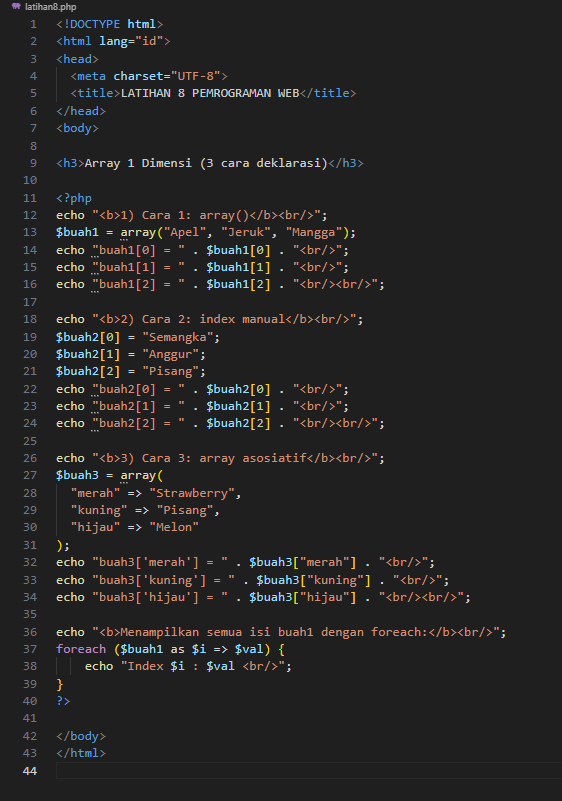 latihan8.php
1 <!DOCTYPE html>
2 <html lang="id">
3 <head>
4   <meta charset="UTF-8">
5   <title>LATIHAN 8 PEMROGRAMAN WEB</title>
6 </head>
7 <body>
8
9 <h3>Array 1 Dimensi (3 cara deklarasi)</h3>
10
11 <?php
12 echo "<b>1) Cara 1: array()</b><br/>";
13 $buah1 = array("Apel", "Jeruk", "Mangga");
14 echo "buah1[0] = " . $buah1[0] . "<br/>";
15 echo "buah1[1] = " . $buah1[1] . "<br/>";
16 echo "buah1[2] = " . $buah1[2] . "<br/><br/>";
17
18 echo "<b>2) Cara 2: index manual</b><br/>";
19 $buah2[0] = "Semangka";
20 $buah2[1] = "Anggur";
21 $buah2[2] = "Pisang";
22 echo "buah2[0] = " . $buah2[0] . "<br/>";
23 echo "buah2[1] = " . $buah2[1] . "<br/>";
24 echo "buah2[2] = " . $buah2[2] . "<br/><br/>";
25
26 echo "<b>3) Cara 3: array asosiatif</b><br/>";
27 $buah3 = array(
28   "merah" => "Strawberry",
29   "kuning" => "Pisang",
30   "hijau" => "Melon"
31 );
32 echo "buah3['merah'] = " . $buah3["merah"] . "<br/>";
33 echo "buah3['kuning'] = " . $buah3["kuning"] . "<br/>";
34 echo "buah3['hijau'] = " . $buah3["hijau"] . "<br/><br/>";
35
36 echo "<b>Menampilkan semua isi buah1 dengan foreach:</b><br/>";
37 foreach ($buah1 as $i => $val) {
38     echo "Index $i : $val <br/>";
39 }
40 ?>
41
42 </body>
43 </html>
44